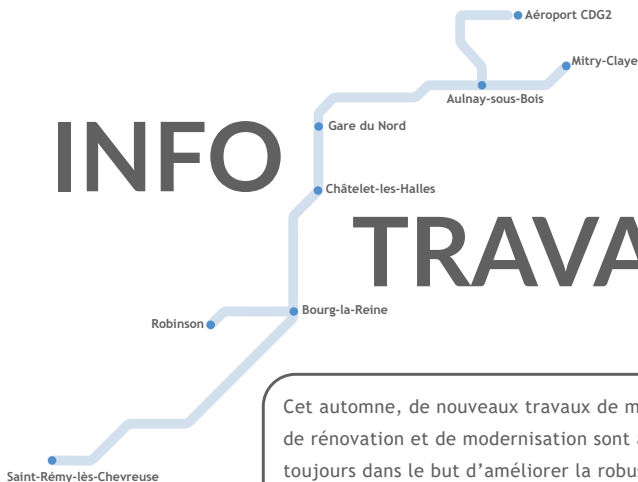 Aéroport CDG2
Mitry-Claye
Aulnay-sous-Bois
INFO
Gare du Nord
Châtelet-les-Halles
TRAVA
Bourg-la-Reine
Robinson
Cet automne, de nouveaux travaux de m
de rénovation et de modernisation sont
toujours dans le but d’améliorer la robus
Saint-Rémy-lès-Chevreuse